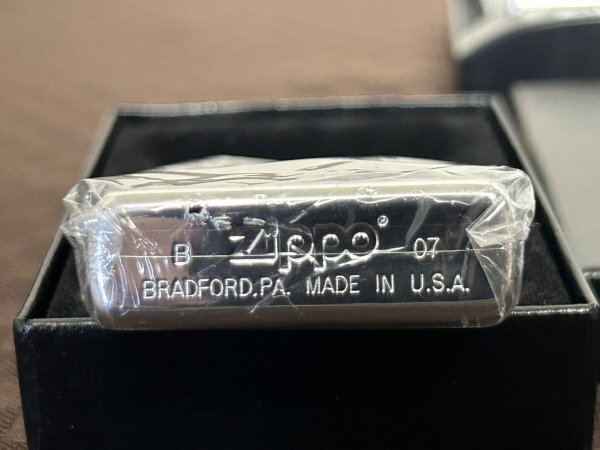 B Zippo® 07
BRADFORD,PA. MADE IN U.S.A.